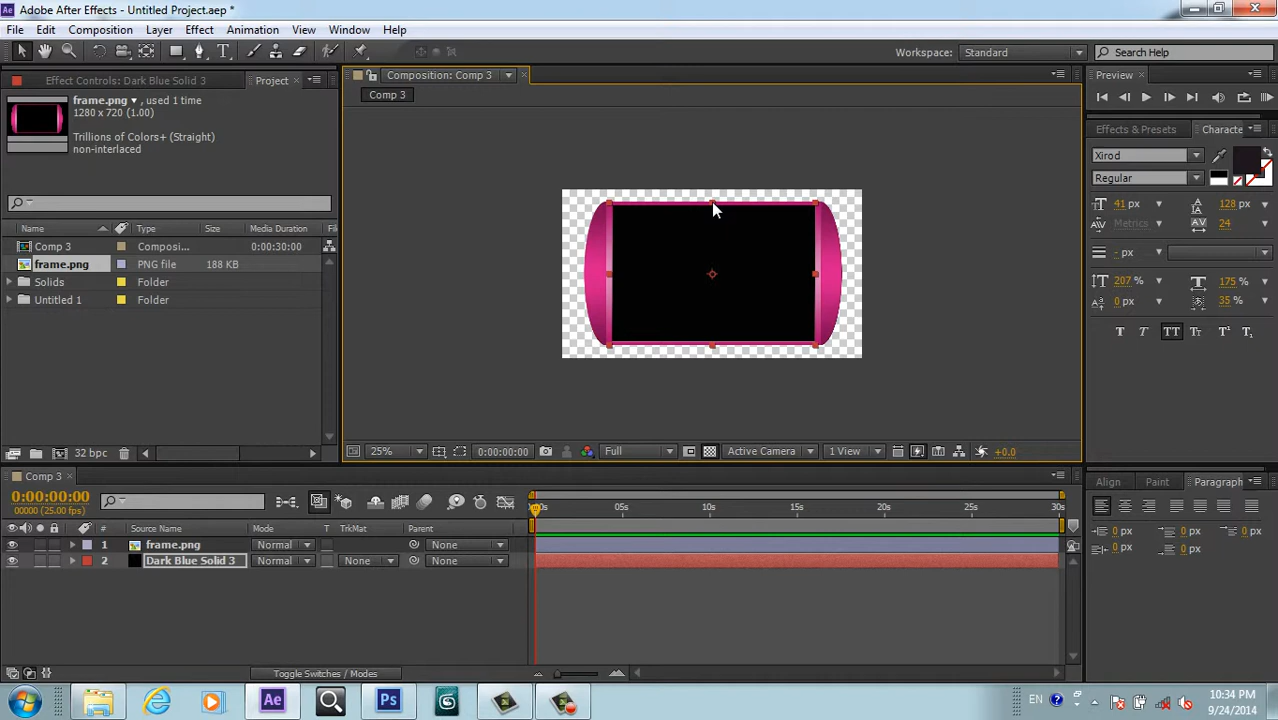 Adobe After Effects - Untitled Project.aep *
File Edit Composition Layer Effect Animation View Window Help
Workspace: Standard Search Help
Effect Controls: Dark Blue Solid 3 Project
Composition: Comp 3
Preview
Comp 3
frame.png ▾, used 1 time
1280 x 720 (1.00)
Trillions of Colors+ (Straight)
non-interlaced
Effects & Presets Characte
Xirod
Regular
41 px 128 px
Metrics 24
- px
207 % 175 %
0 px 35 %
T T TT Tt T¹ T₁
Name Type Size Media Duration Fil
Comp 3 Composi... 0:00:30:00
frame.png PNG file 188 KB
Solids Folder
Untitled 1 Folder
32 bpc
25% 0:00:00:00 Full Active Camera 1 View +0.0
Comp 3
0:00:00:00
00000 (25.00 fps)
# Source Name Mode T TrkMat Parent
1 frame.png Normal None
2 Dark Blue Solid 3 Normal None None
05s 10s 15s 20s 25s 30s
Toggle Switches / Modes
Align Paint Paragraph
0 px 0 px 0 px
0 px 0 px
Ae Ps
EN
10:34 PM
9/24/2014